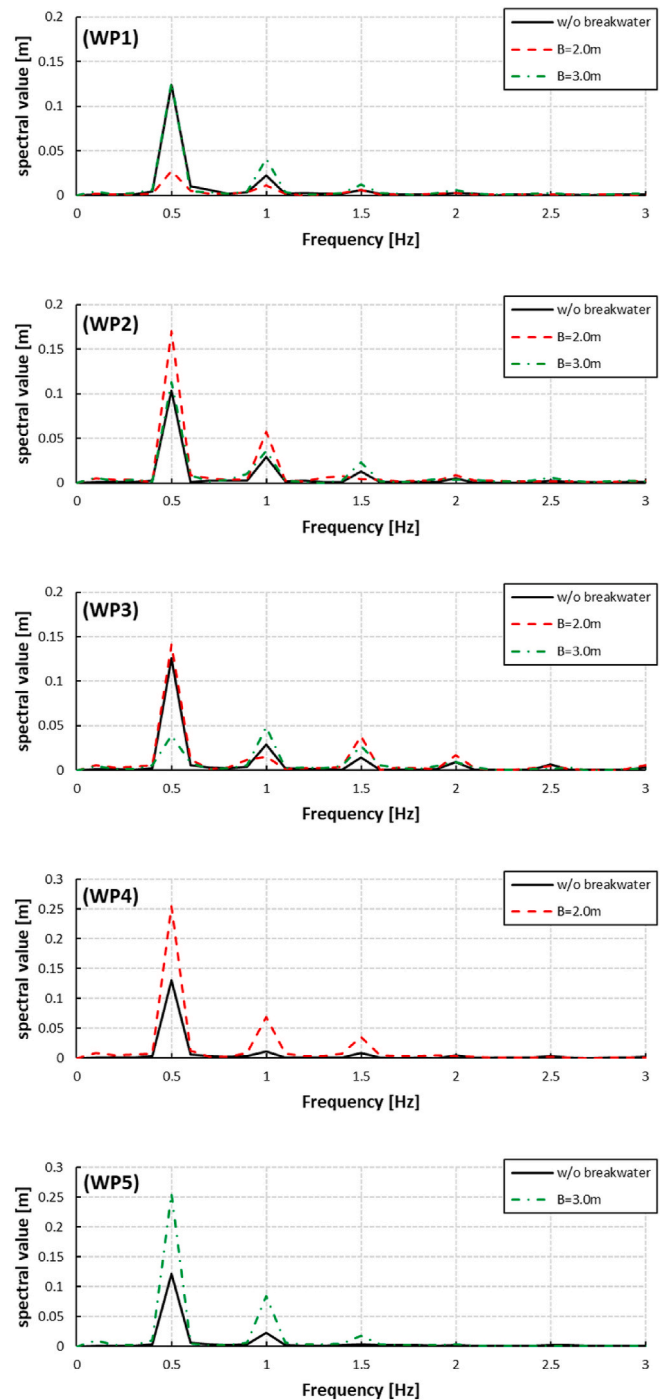 (WP1)
spectral value [m]
0.2
0.15
0.1
0.05
0
w/o breakwater
B=2.0m
B=3.0m
0 0.5 1 1.5 2 2.5 3
Frequency [Hz]
(WP2)
spectral value [m]
0.2
0.15
0.1
0.05
0
w/o breakwater
B=2.0m
B=3.0m
0 0.5 1 1.5 2 2.5 3
Frequency [Hz]
(WP3)
spectral value [m]
0.2
0.15
0.1
0.05
0
w/o breakwater
B=2.0m
B=3.0m
0 0.5 1 1.5 2 2.5 3
Frequency [Hz]
(WP4)
spectral value [m]
0.3
0.25
0.2
0.15
0.1
0.05
0
w/o breakwater
B=2.0m
0 0.5 1 1.5 2 2.5 3
Frequency [Hz]
(WP5)
spectral value [m]
0.3
0.25
0.2
0.15
0.1
0.05
0
w/o breakwater
B=3.0m
0 0.5 1 1.5 2 2.5 3
Frequency [Hz]